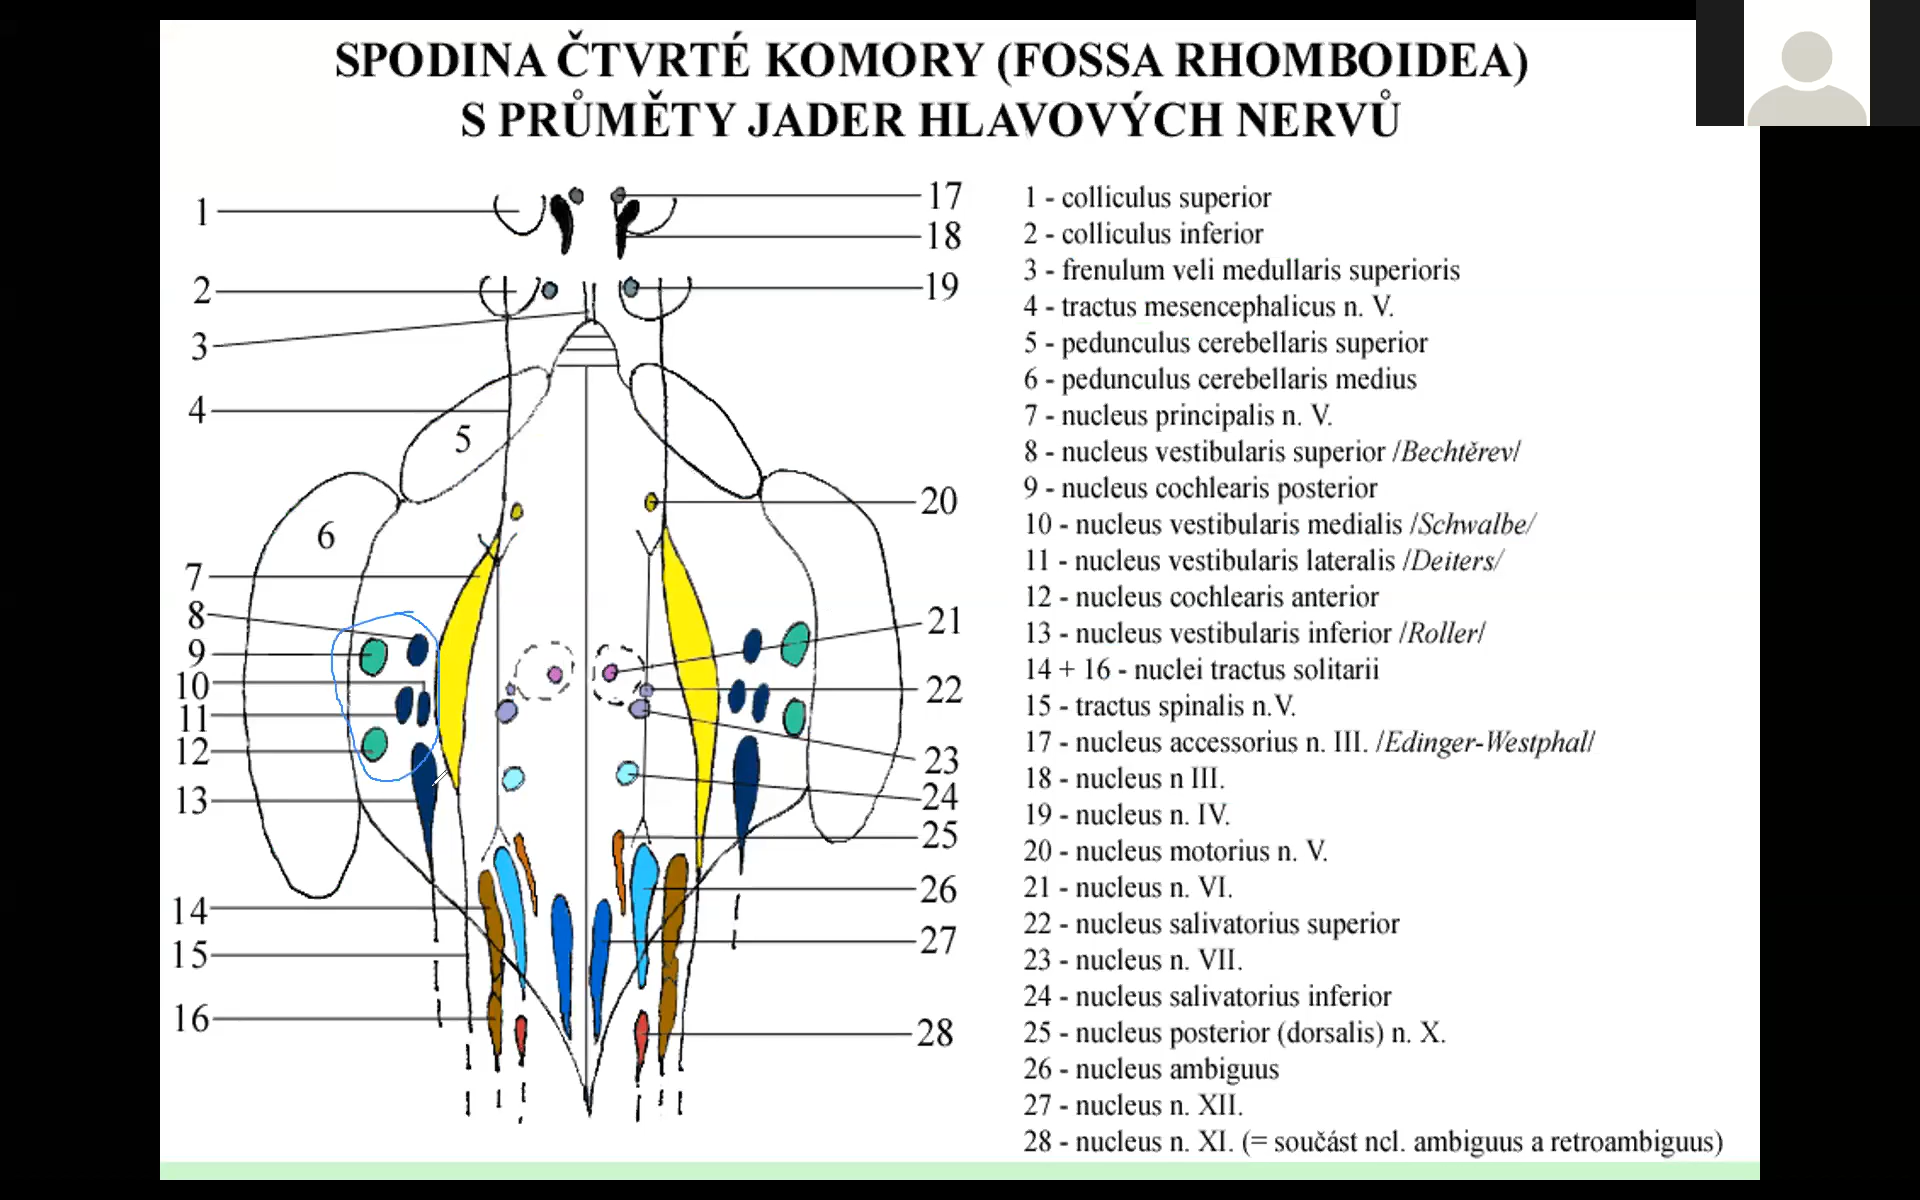 SPODINA ČTVRTÉ KOMORY (FOSSA RHOMBOIDEA)
S PRŮMĚTY JADER HLAVOVÝCH NERVŮ
1
2
3
4
5
6
7
8
9
10
11
12
13
14
15
16
17
18
19
20
21
22
23
24
25
26
27
28
1 - colliculus superior
2 - colliculus inferior
3 - frenulum veli medullaris superioris
4 - tractus mesencephalicus n. V.
5 - pedunculus cerebellaris superior
6 - pedunculus cerebellaris medius
7 - nucleus principalis n. V.
8 - nucleus vestibularis superior /Bechtěrev/
9 - nucleus cochlearis posterior
10 - nucleus vestibularis medialis /Schwalbe/
11 - nucleus vestibularis lateralis /Deiters/
12 - nucleus cochlearis anterior
13 - nucleus vestibularis inferior /Roller/
14 + 16 - nuclei tractus solitarii
15 - tractus spinalis n.V.
17 - nucleus accessorius n. III. /Edinger-Westphal/
18 - nucleus n III.
19 - nucleus n. IV.
20 - nucleus motorius n. V.
21 - nucleus n. VI.
22 - nucleus salivatorius superior
23 - nucleus n. VII.
24 - nucleus salivatorius inferior
25 - nucleus posterior (dorsalis) n. X.
26 - nucleus ambiguus
27 - nucleus n. XII.
28 - nucleus n. XI. (= součást ncl. ambiguus a retroambiguus)